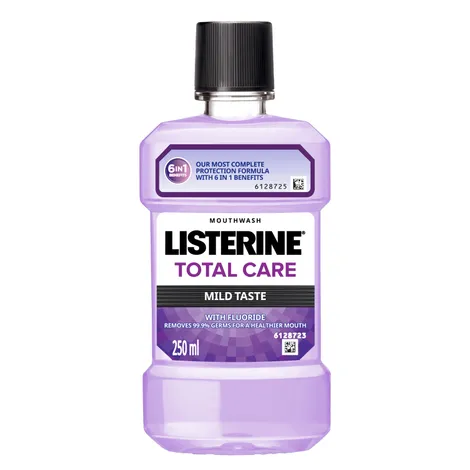 6 IN 1
BENEFITS
OUR MOST COMPLETE
PROTECTION FORMULA
WITH 6 IN 1 BENEFITS
6128725
MOUTHWASH
LISTERINE®
TOTAL CARE
MILD TASTE
WITH FLUORIDE
REMOVES 99.9% GERMS FOR A HEALTHIER MOUTH
6128723
250 ml